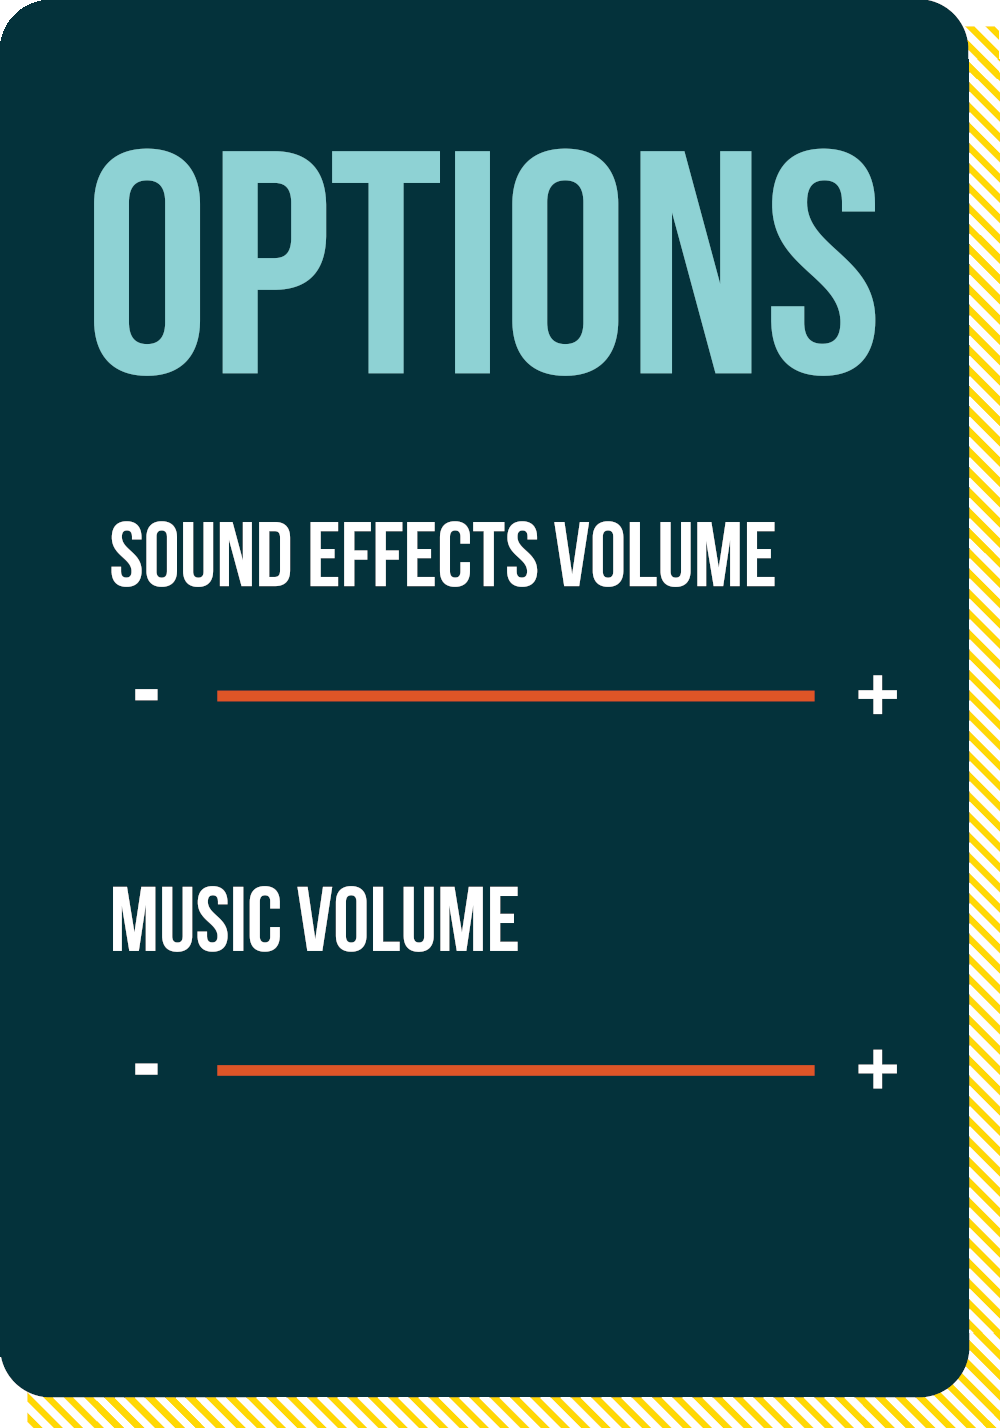 OPTIONS
SOUND EFFECTS VOLUME
- +
MUSIC VOLUME
- +